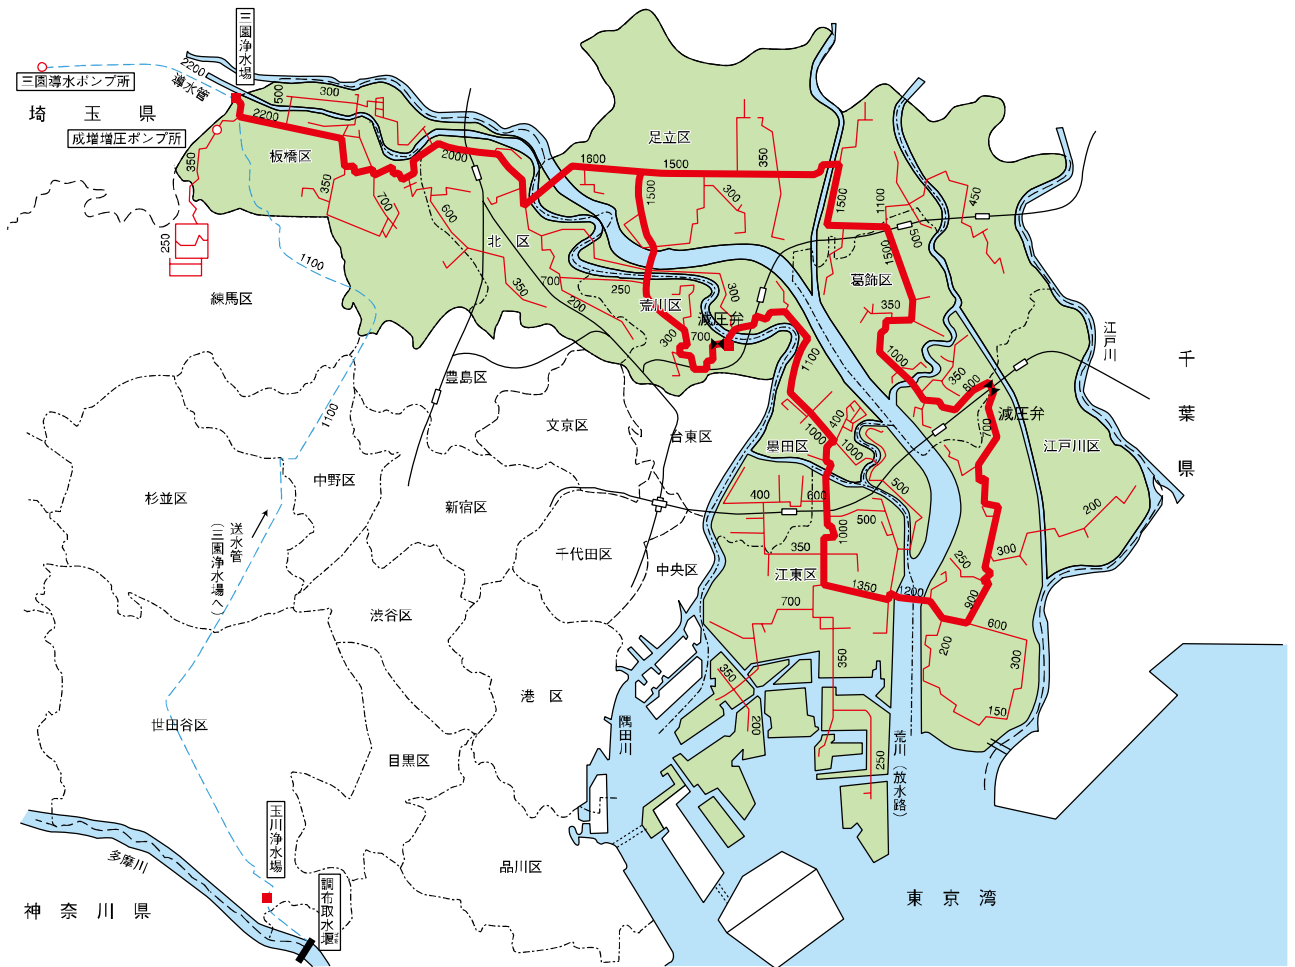 三園浄水場
三園導水ポンプ所
2200
導水管
埼玉県
成増増圧ポンプ所
500
300
2200
板橋区
350
350
700
250
2000
600
北区
1100
練馬区
350
700
200
250
1600
1500
足立区
350
1500
300
荒川区
300
減圧弁
700
300
1500
1100
500
1500
450
葛飾区
350
1000
350
800
減圧弁
700
江戸川
千葉県
江戸川区
豊島区
文京区
台東区
1100
1100
墨田区
400
1000
1000
杉並区
中野区
新宿区
千代田区
中央区
送水管
(三園浄水場へ)
400
600
500
500
1000
350
江東区
1350
1200
700
250
300
200
900
600
200
300
150
渋谷区
港区
350
350
200
250
世田谷区
目黒区
隅田川
荒川(放水路)
玉川浄水場
品川区
多摩川
調布取水堰
神奈川県
東京湾